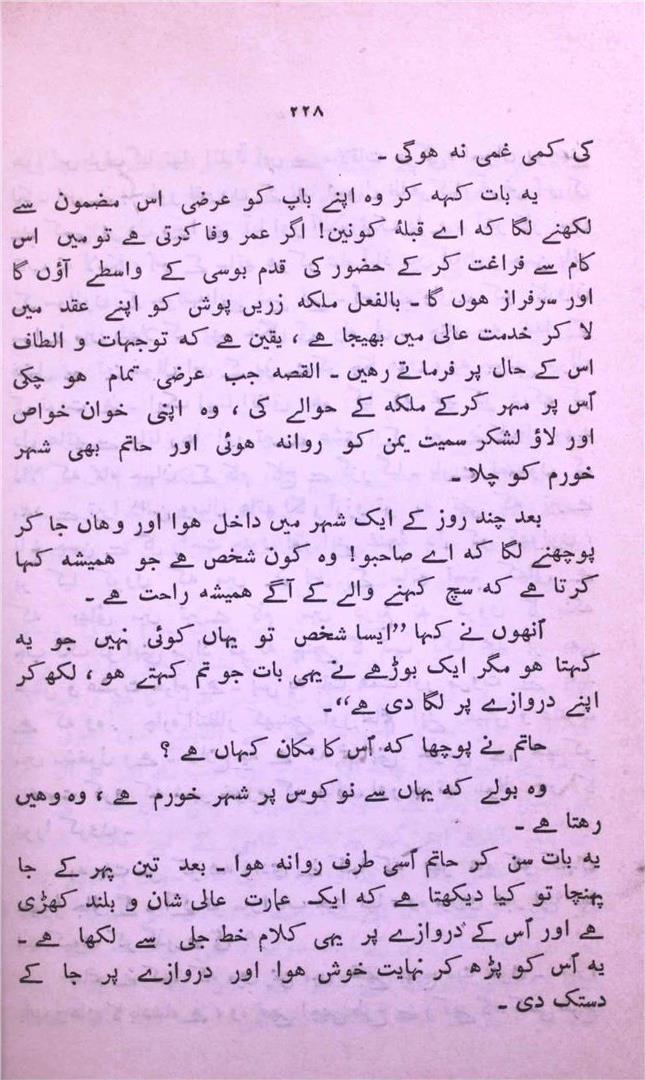 ۲۲۸
کی کمی غمی نہ ہوگی ۔
یہ بات کہہ کر وہ اپنے باپ کو عرضی اس مضمون سے
لکھنے لگا کہ اے قبلۂ کونین! اگر عمر وفا کرتی ہے تو میں اس
کام سے فراغت کر کے حضور کی قدم بوسی کے واسطے آؤں گا
اور سرفراز ہوں گا ۔ بالفعل ملکہ زریں پوش کو اپنے عقد میں
لا کر خدمت عالی میں بھیجا ہے ، یقین ہے کہ توجہات و الطاف
اس کے حال پر فرماتے رہیں ۔ القصہ جب عرضی تمام ہو چکی
اُس پر مہر کرکے ملکہ کے حوالے کی ، وہ اپنی خوان خواص
اور لاؤ لشکر سمیت یمن کو روانہ ہوئی اور حاتم بھی شہر
خورم کو چلا ۔
بعد چند روز کے ایک شہر میں داخل ہوا اور وہاں جا کر
پوچھنے لگا کہ اے صاحبو! وہ کون شخص ہے جو ہمیشہ کہا
کرتا ہے کہ سچ کہنے والے کے آگے ہمیشہ راحت ہے ۔
اُنھوں نے کہا ”ایسا شخص تو یہاں کوئی نہیں جو یہ
کہتا ہو مگر ایک بوڑھے نے یہی بات جو تم کہتے ہو ، لکھ کر
اپنے دروازے پر لگا دی ہے“۔
حاتم نے پوچھا کہ اُس کا مکان کہاں ہے ؟
وہ بولے کہ یہاں سے نو کوس پر شہر خورم ہے ، وہ وہیں
رہتا ہے ۔
یہ بات سن کر حاتم اُسی طرف روانہ ہوا ۔ بعد تین پہر کے جا
پہنچا تو کیا دیکھتا ہے کہ ایک عمارت عالی شان و بلند کھڑی
ہے اور اُس کے دروازے پر یہی کلام خط جلی سے لکھا ہے ۔
یہ اُس کو پڑھ کر نہایت خوش ہوا اور دروازے پر جا کے
دستک دی ۔